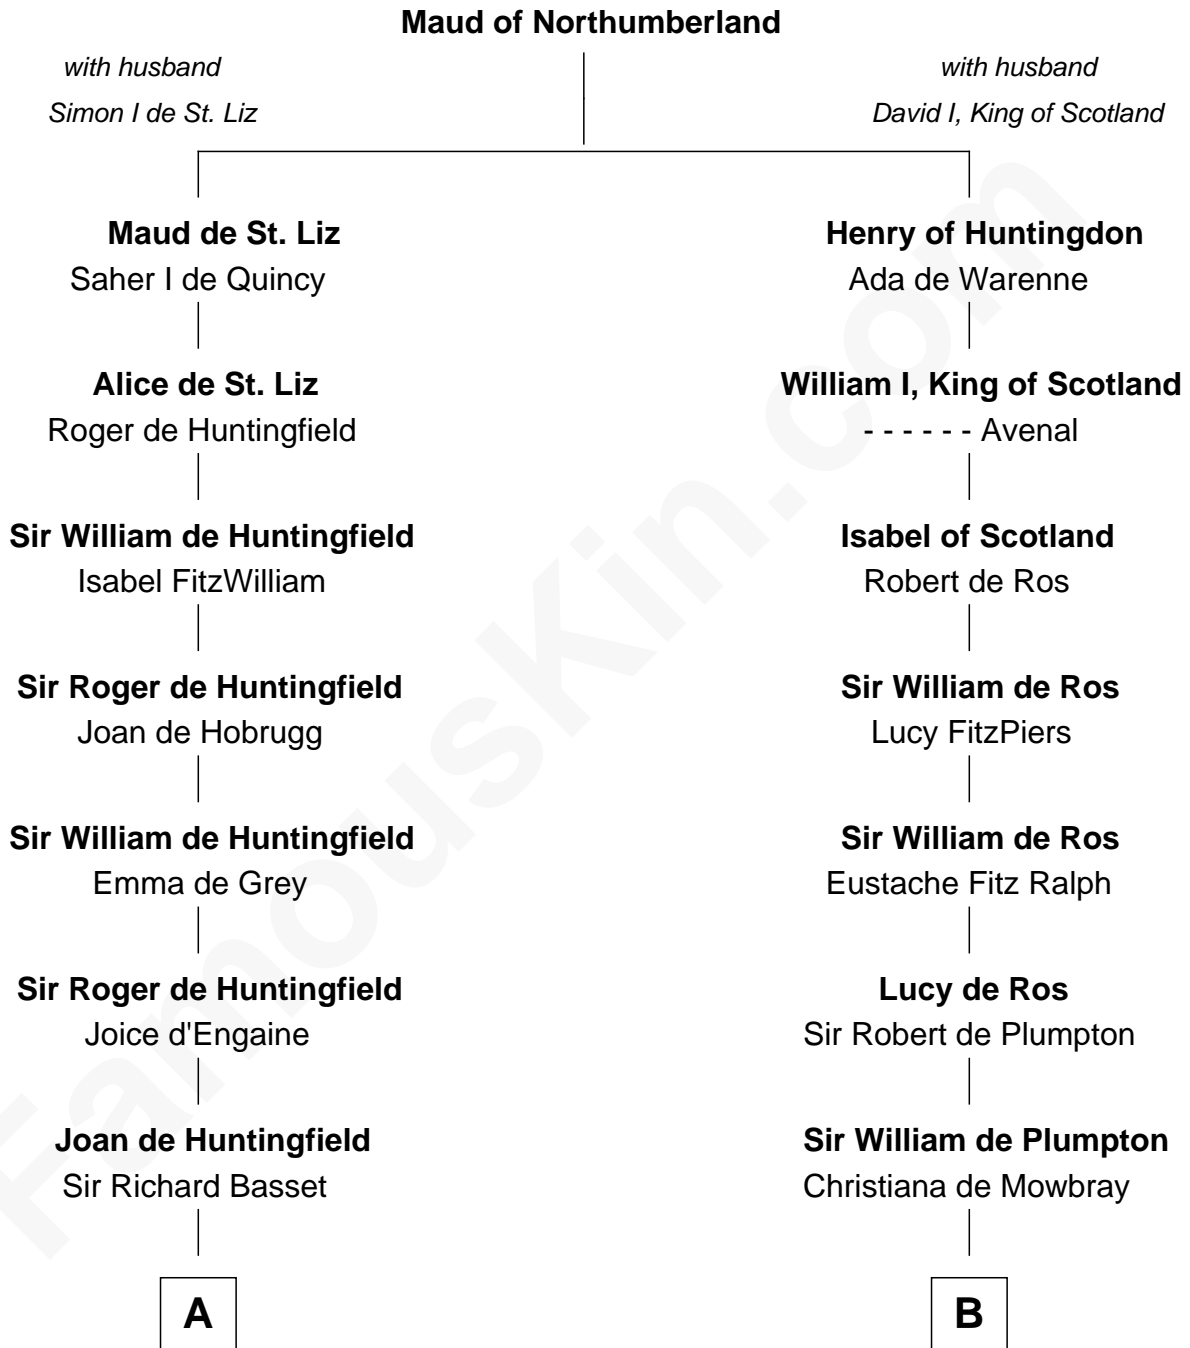 Maud of Northumberland
with husband
Simon I de St. Liz
with husband
David I, King of Scotland
Maud de St. Liz
Saher I de Quincy
Henry of Huntingdon
Ada de Warenne
Alice de St. Liz
Roger de Huntingfield
William I, King of Scotland
- - - - - - Avenal
Sir William de Huntingfield
Isabel FitzWilliam
Isabel of Scotland
Robert de Ros
Sir Roger de Huntingfield
Joan de Hobrugg
Sir William de Ros
Lucy FitzPiers
Sir William de Huntingfield
Emma de Grey
Sir William de Ros
Eustache Fitz Ralph
Sir Roger de Huntingfield
Joice d'Engaine
Lucy de Ros
Sir Robert de Plumpton
Joan de Huntingfield
Sir Richard Basset
Sir William de Plumpton
Christiana de Mowbray
A
B
FamousKin.com